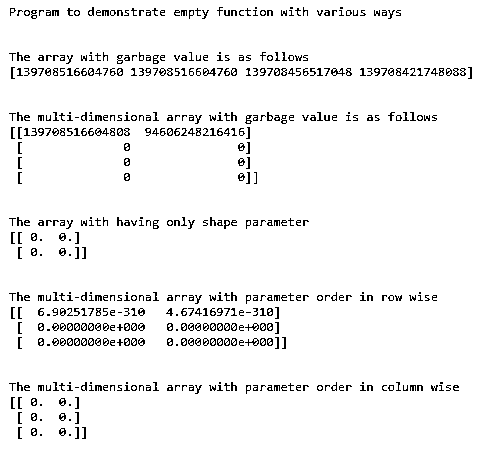 Program to demonstrate empty function with various ways
The array with garbage value is as follows
[139708516604760 139708516604760 139708456517048 139708421748088]
The multi-dimensional array with garbage value is as follows
[[139708516604808  94606248216416]
 [              0               0]
 [              0               0]
 [              0               0]]
The array with having only shape parameter
[[ 0.  0.]
 [ 0.  0.]]
The multi-dimensional array with parameter order in row wise
[[  6.90251785e-310   4.67416971e-310]
 [  0.00000000e+000   0.00000000e+000]
 [  0.00000000e+000   0.00000000e+000]]
The multi-dimensional array with parameter order in column wise
[[ 0.  0.]
 [ 0.  0.]
 [ 0.  0.]]